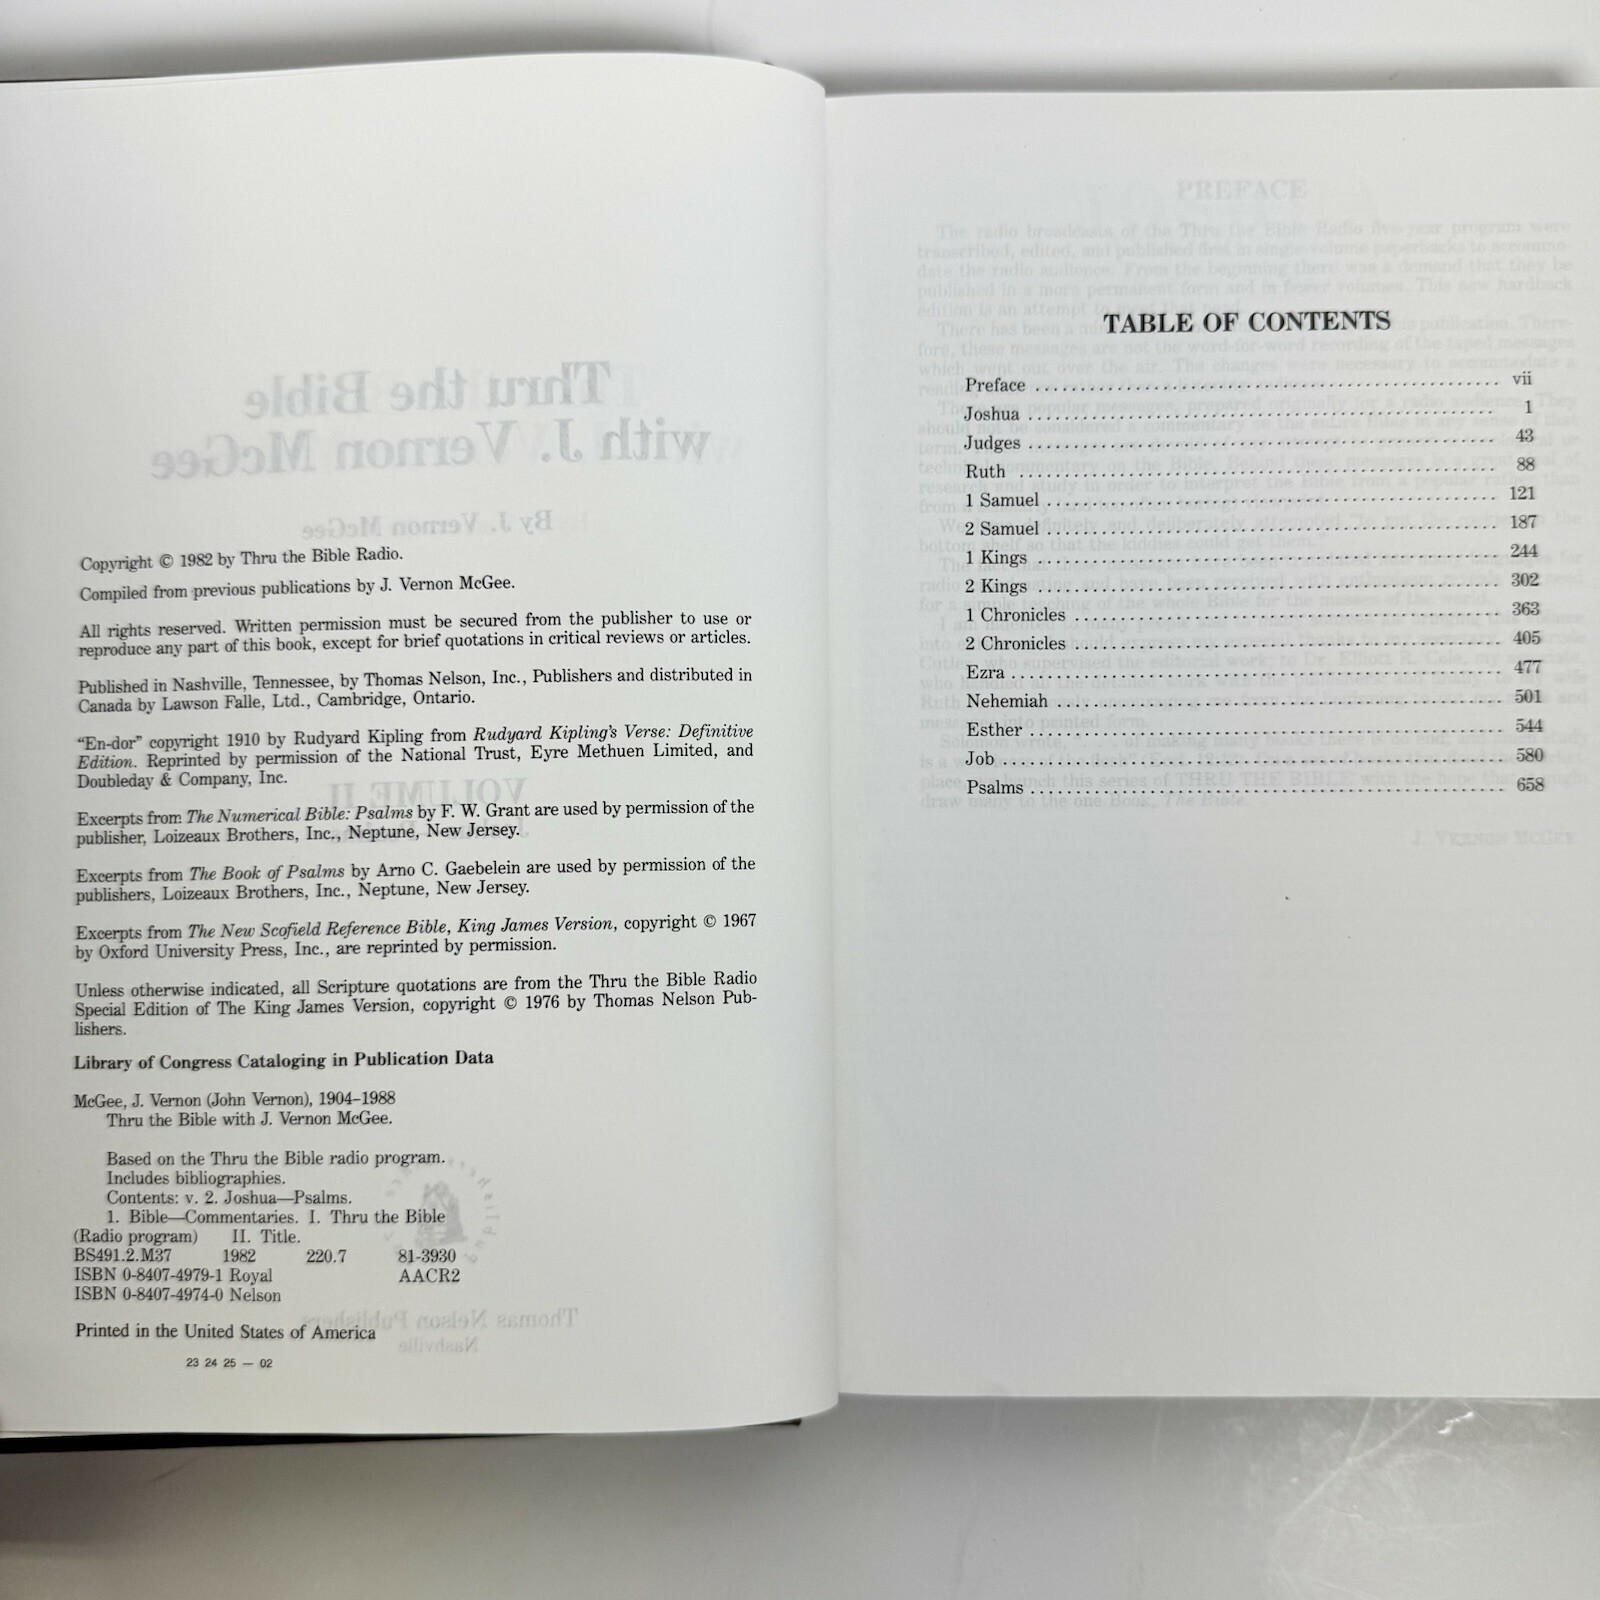 Copyright © 1982 by Thru the Bible Radio.
Compiled from previous publications by J. Vernon McGee.
All rights reserved. Written permission must be secured from the publisher to use or
reproduce any part of this book, except for brief quotations in critical reviews or articles.
Published in Nashville, Tennessee, by Thomas Nelson, Inc., Publishers and distributed in
Canada by Lawson Falle, Ltd., Cambridge, Ontario.
“En-dor” copyright 1910 by Rudyard Kipling from Rudyard Kipling’s Verse: Definitive
Edition. Reprinted by permission of the National Trust, Eyre Methuen Limited, and
Doubleday & Company, Inc.
Excerpts from The Numerical Bible: Psalms by F. W. Grant are used by permission of the
publisher, Loizeaux Brothers, Inc., Neptune, New Jersey.
Excerpts from The Book of Psalms by Arno C. Gaebelein are used by permission of the
publishers, Loizeaux Brothers, Inc., Neptune, New Jersey.
Excerpts from The New Scofield Reference Bible, King James Version, copyright © 1967
by Oxford University Press, Inc., are reprinted by permission.
Unless otherwise indicated, all Scripture quotations are from the Thru the Bible Radio
Special Edition of The King James Version, copyright © 1976 by Thomas Nelson Pub-
lishers.
Library of Congress Cataloging in Publication Data
McGee, J. Vernon (John Vernon), 1904–1988
Thru the Bible with J. Vernon McGee.
Based on the Thru the Bible radio program.
Includes bibliographies.
Contents: v. 2. Joshua—Psalms.
1. Bible—Commentaries. I. Thru the Bible
(Radio program) II. Title.
BS491.2.M37 1982 220.7 81-3930
ISBN 0-8407-4979-1 Royal AACR2
ISBN 0-8407-4974-0 Nelson
Printed in the United States of America
23 24 25 — 02
TABLE OF CONTENTS
Preface ........ vii
Joshua ........ 1
Judges ........ 43
Ruth ........ 88
1 Samuel ........ 121
2 Samuel ........ 187
1 Kings ........ 244
2 Kings ........ 302
1 Chronicles ........ 363
2 Chronicles ........ 405
Ezra ........ 477
Nehemiah ........ 501
Esther ........ 544
Job ........ 580
Psalms ........ 658